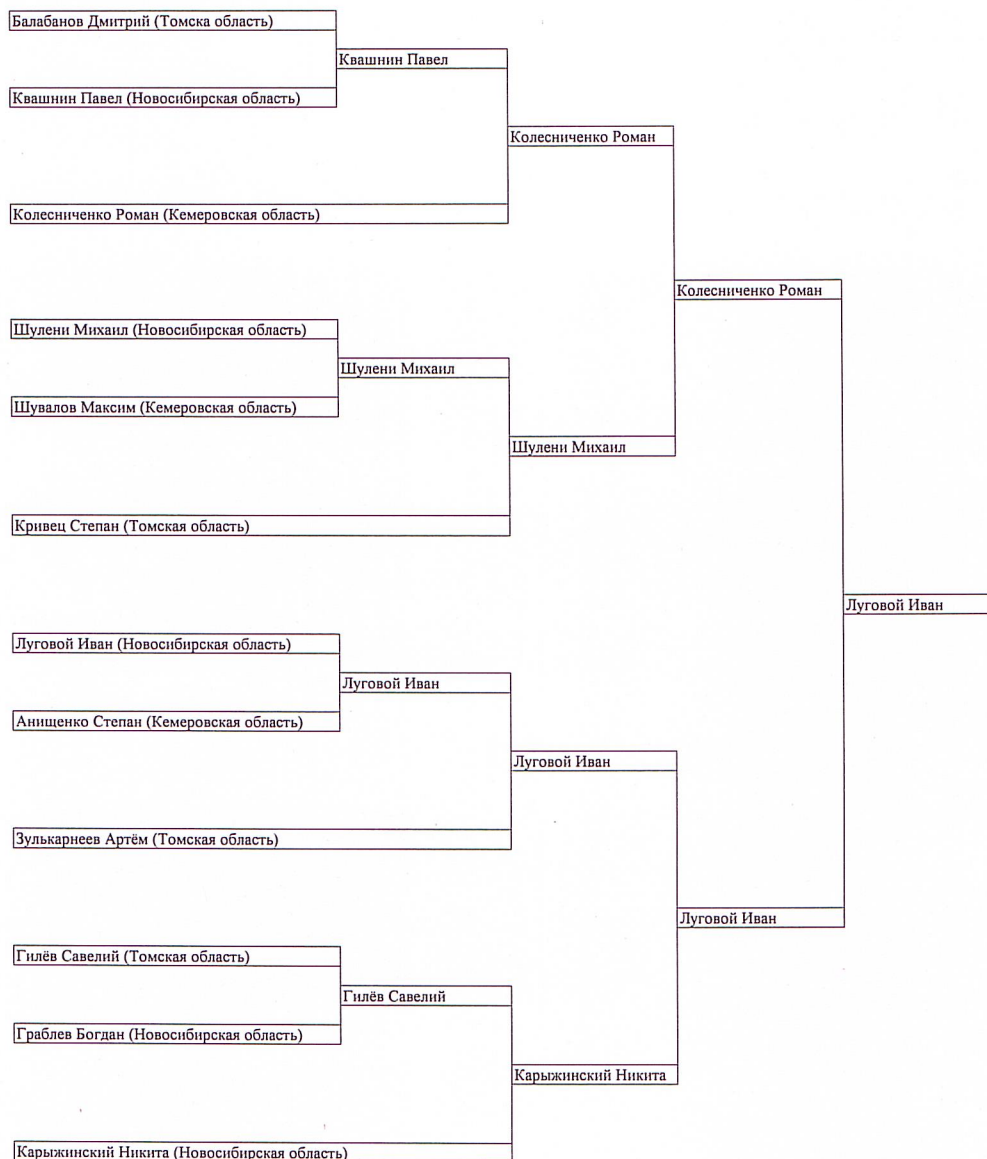 Балабанов Дмитрий (Томска область)
Квашнин Павел
Квашнин Павел (Новосибирская область)
Колесниченко Роман
Колесниченко Роман (Кемеровская область)
Колесниченко Роман
Шулени Михаил (Новосибирская область)
Шулени Михаил
Шувалов Максим (Кемеровская область)
Шулени Михаил
Кривец Степан (Томская область)
Луговой Иван
Луговой Иван (Новосибирская область)
Луговой Иван
Анищенко Степан (Кемеровская область)
Луговой Иван
Зулькарнеев Артём (Томская область)
Луговой Иван
Гилёв Савелий (Томская область)
Гилёв Савелий
Граблев Богдан (Новосибирская область)
Карыжинский Никита
Карыжинский Никита (Новосибирская область)